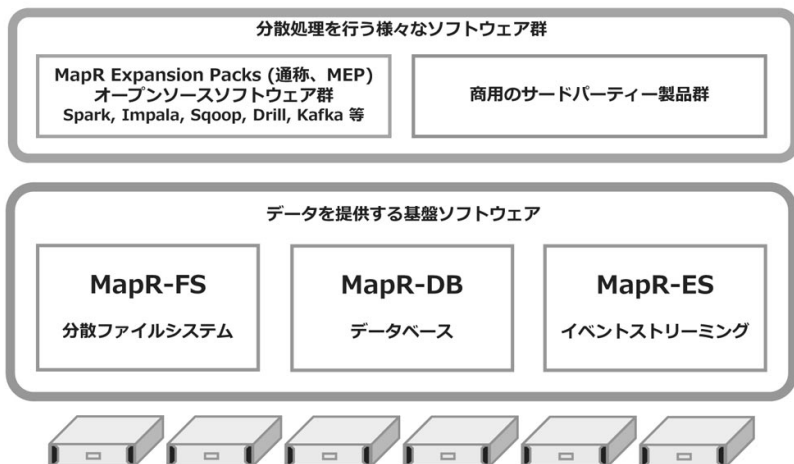 分散処理を行う様々なソフトウェア群
MapR Expansion Packs (通称、MEP)
オープンソースソフトウェア群
Spark, Impala, Sqoop, Drill, Kafka 等
商用のサードパーティー製品群
データを提供する基盤ソフトウェア
MapR-FS
分散ファイルシステム
MapR-DB
データベース
MapR-ES
イベントストリーミング